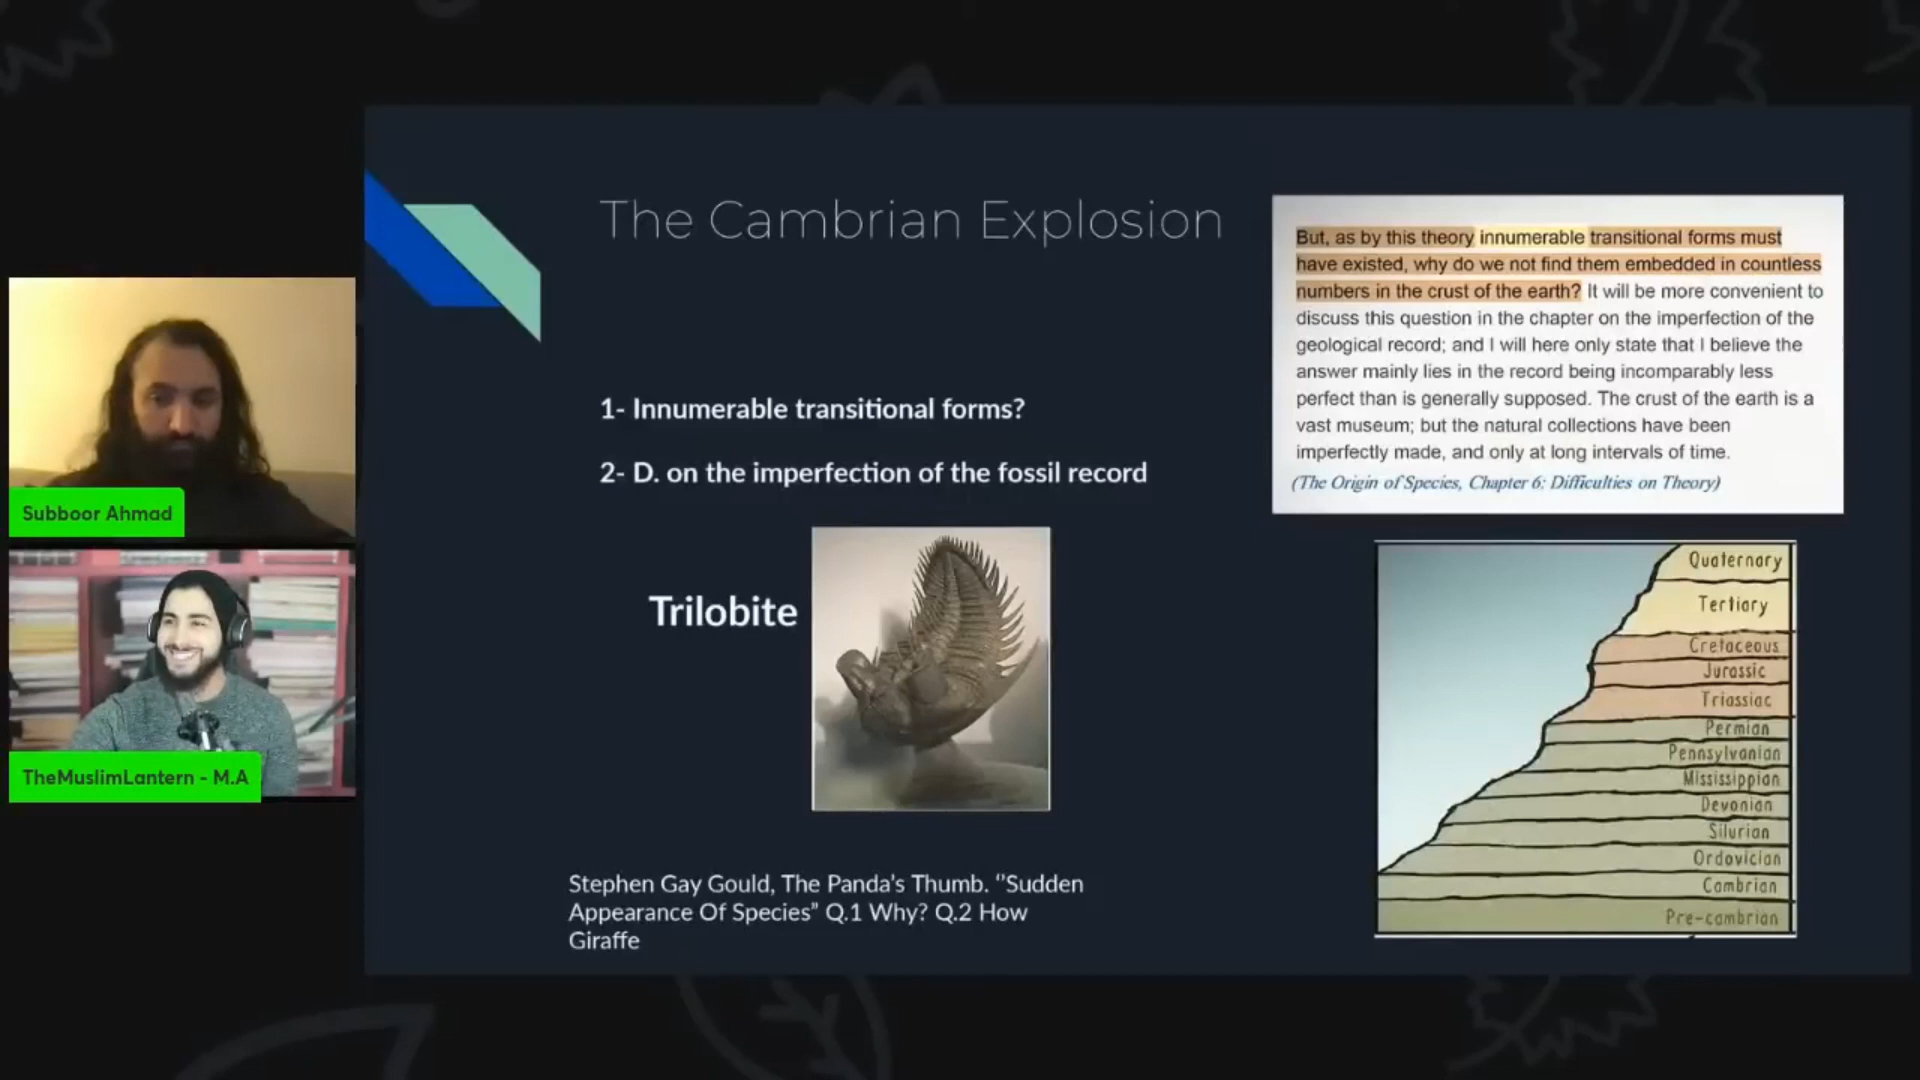 The Cambrian Explosion
1- Innumerable transitional forms?
2- D. on the imperfection of the fossil record
Trilobite
Stephen Gay Gould, The Panda's Thumb. "Sudden
Appearance Of Species" Q.1 Why? Q.2 How
Giraffe
But, as by this theory innumerable transitional forms must
have existed, why do we not find them embedded in countless
numbers in the crust of the earth? It will be more convenient to
discuss this question in the chapter on the imperfection of the
geological record; and I will here only state that I believe the
answer mainly lies in the record being incomparably less
perfect than is generally supposed. The crust of the earth is a
vast museum; but the natural collections have been
imperfectly made, and only at long intervals of time.
(The Origin of Species, Chapter 6: Difficulties on Theory)
Quaternary
Tertiary
Cretaceous
Jurassic
Triassiac
Permian
Pennsylvanian
Mississippian
Devonian
Silurian
Ordovician
Cambrian
Pre-cambrian
Subboor Ahmad
TheMuslimLantern - M.A